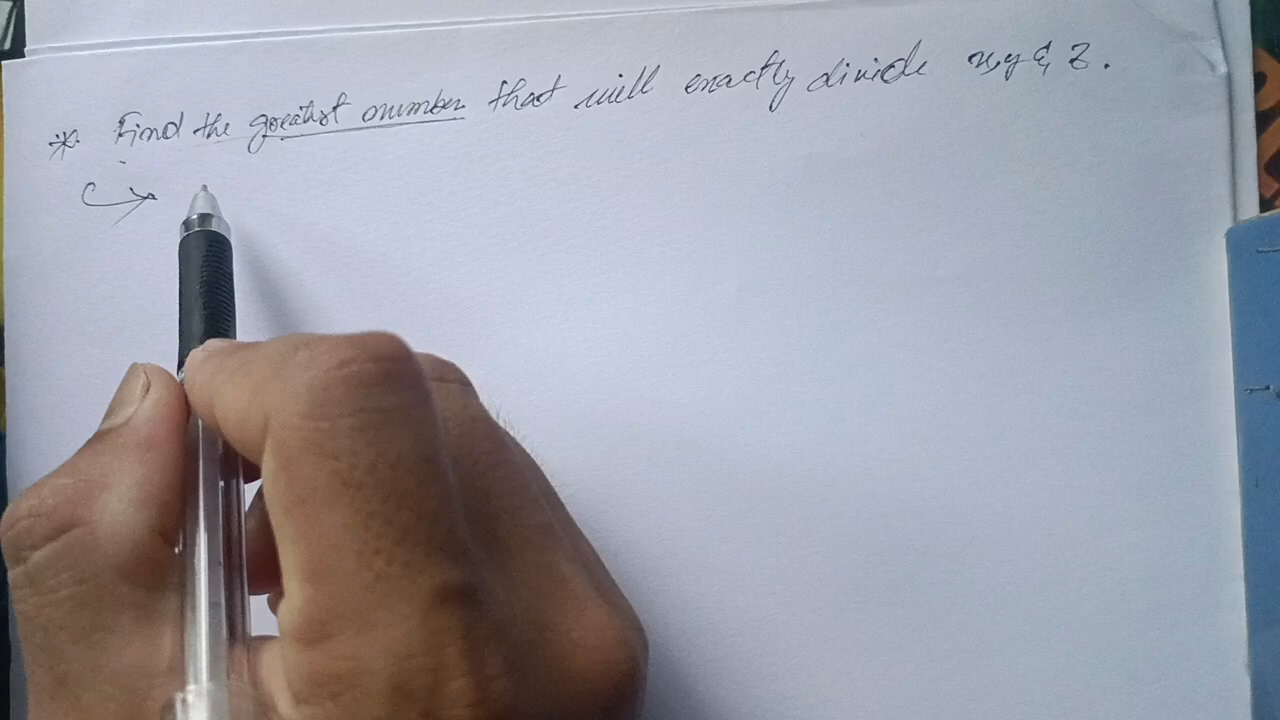 * Find the greatest number that will exactly divide x, y & z.